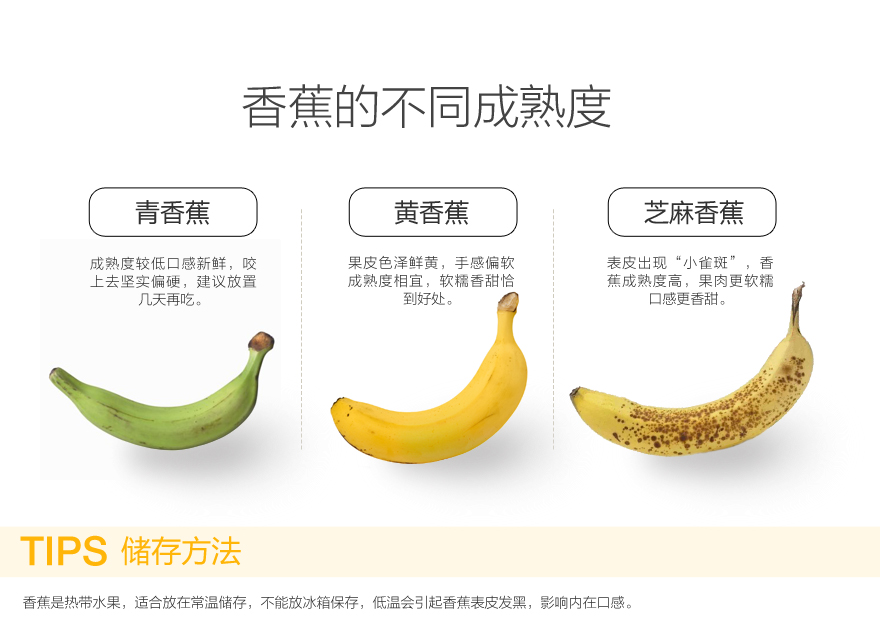 香蕉的不同成熟度
青香蕉
成熟度较低口感新鲜，咬
上去坚实偏硬，建议放置
几天再吃。
黄香蕉
果皮色泽鲜黄，手感偏软
成熟度相宜，软糯香甜恰
到好处。
芝麻香蕉
表皮出现“小雀斑”，香
蕉成熟度高，果肉更软糯
口感更香甜。
TIPS 储存方法
香蕉是热带水果，适合放在常温储存，不能放冰箱保存，低温会引起香蕉表皮发黑，影响内在口感。